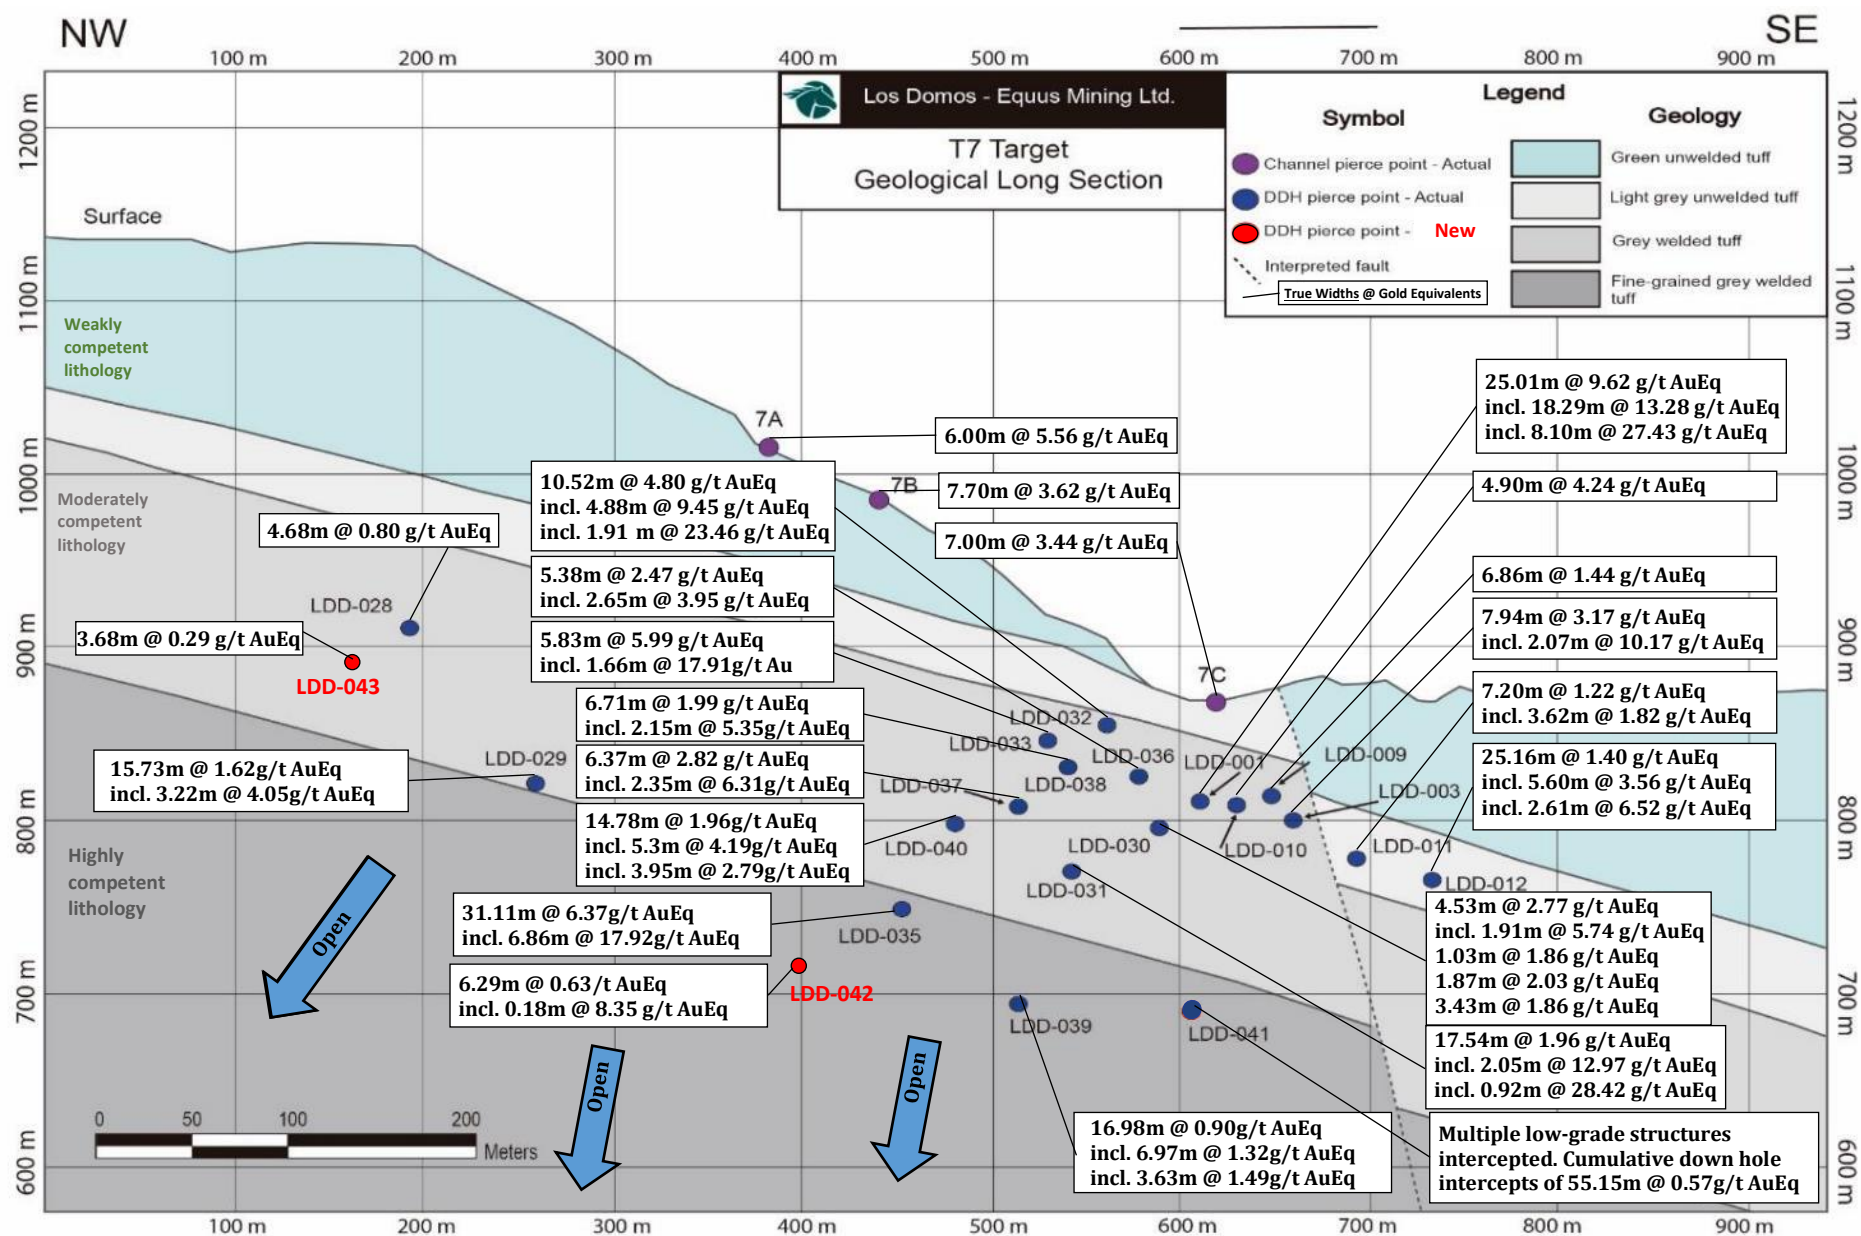 NW
SE
100 m
200 m
300 m
400 m
500 m
600 m
700 m
800 m
900 m
1200 m
1100 m
1000 m
900 m
800 m
700 m
600 m
1200 m
1100 m
1000 m
900 m
800 m
700 m
600 m
Los Domos - Equus Mining Ltd.
T7 Target
Geological Long Section
Legend
Symbol
Geology
Channel pierce point - Actual
DDH pierce point - Actual
DDH pierce point - New
Interpreted fault
True Widths @ Gold Equivalents
Green unwelded tuff
Light grey unwelded tuff
Grey welded tuff
Fine-grained grey welded
tuff
Surface
Weakly
competent
lithology
Moderately
competent
lithology
Highly
competent
lithology
7A
7B
7C
6.00m @ 5.56 g/t AuEq
7.70m @ 3.62 g/t AuEq
7.00m @ 3.44 g/t AuEq
25.01m @ 9.62 g/t AuEq
incl. 18.29m @ 13.28 g/t AuEq
incl. 8.10m @ 27.43 g/t AuEq
4.90m @ 4.24 g/t AuEq
6.86m @ 1.44 g/t AuEq
7.94m @ 3.17 g/t AuEq
incl. 2.07m @ 10.17 g/t AuEq
7.20m @ 1.22 g/t AuEq
incl. 3.62m @ 1.82 g/t AuEq
25.16m @ 1.40 g/t AuEq
incl. 5.60m @ 3.56 g/t AuEq
incl. 2.61m @ 6.52 g/t AuEq
4.53m @ 2.77 g/t AuEq
incl. 1.91m @ 5.74 g/t AuEq
1.03m @ 1.86 g/t AuEq
1.87m @ 2.03 g/t AuEq
3.43m @ 1.86 g/t AuEq
17.54m @ 1.96 g/t AuEq
incl. 2.05m @ 12.97 g/t AuEq
incl. 0.92m @ 28.42 g/t AuEq
Multiple low-grade structures
intercepted. Cumulative down hole
intercepts of 55.15m @ 0.57g/t AuEq
16.98m @ 0.90g/t AuEq
incl. 6.97m @ 1.32g/t AuEq
incl. 3.63m @ 1.49g/t AuEq
10.52m @ 4.80 g/t AuEq
incl. 4.88m @ 9.45 g/t AuEq
incl. 1.91 m @ 23.46 g/t AuEq
5.38m @ 2.47 g/t AuEq
incl. 2.65m @ 3.95 g/t AuEq
5.83m @ 5.99 g/t AuEq
incl. 1.66m @ 17.91g/t Au
6.71m @ 1.99 g/t AuEq
incl. 2.15m @ 5.35g/t AuEq
6.37m @ 2.82 g/t AuEq
incl. 2.35m @ 6.31g/t AuEq
14.78m @ 1.96g/t AuEq
incl. 5.3m @ 4.19g/t AuEq
incl. 3.95m @ 2.79g/t AuEq
31.11m @ 6.37g/t AuEq
incl. 6.86m @ 17.92g/t AuEq
6.29m @ 0.63/t AuEq
incl. 0.18m @ 8.35 g/t AuEq
4.68m @ 0.80 g/t AuEq
3.68m @ 0.29 g/t AuEq
15.73m @ 1.62g/t AuEq
incl. 3.22m @ 4.05g/t AuEq
LDD-028
LDD-043
LDD-029
LDD-032
LDD-033
LDD-036
LDD-001
LDD-009
LDD-037
LDD-038
LDD-003
LDD-040
LDD-030
LDD-010
LDD-011
LDD-031
LDD-012
LDD-035
LDD-042
LDD-039
LDD-041
Open
Open
Open
0
50
100
200
Meters
100 m
200 m
300 m
400 m
500 m
600 m
700 m
800 m
900 m